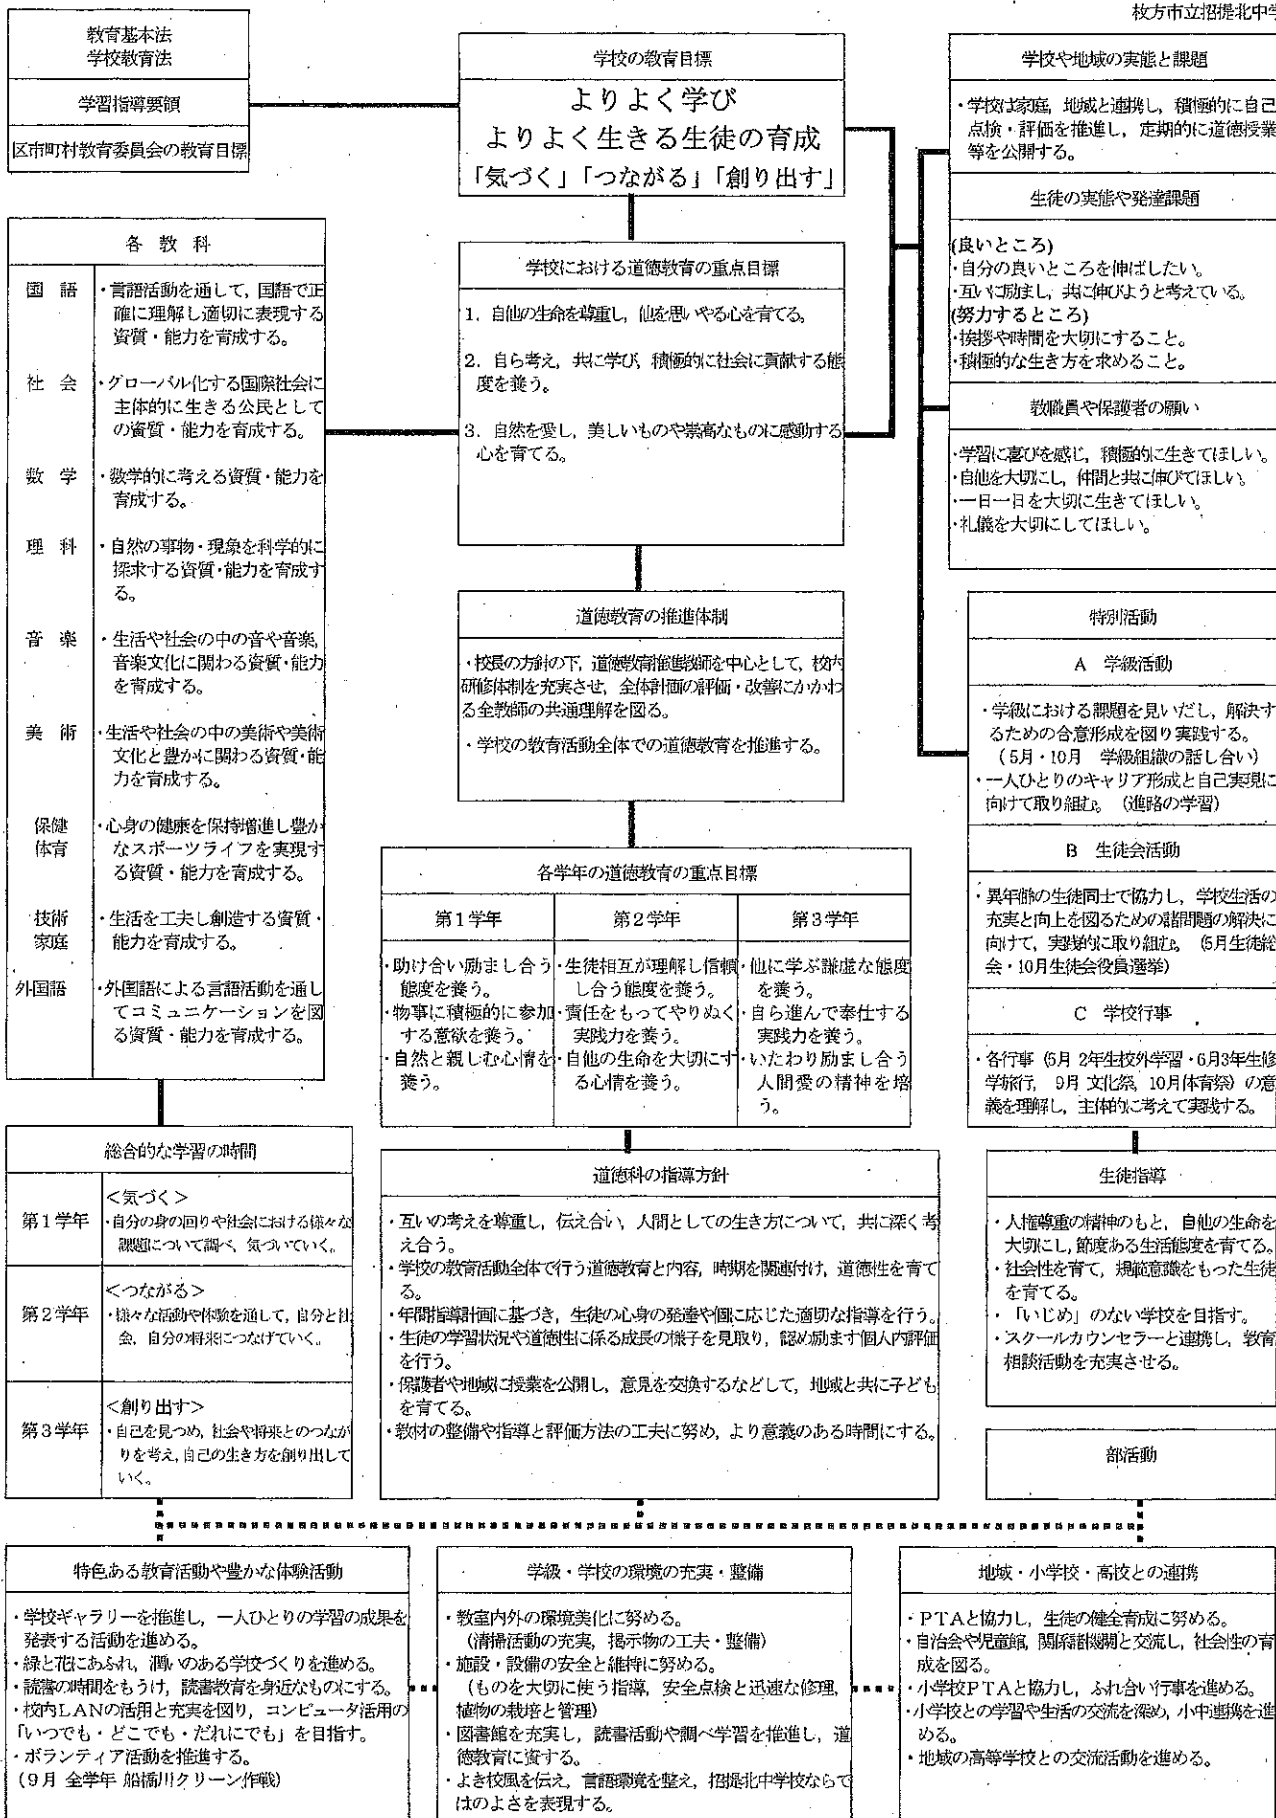 枚方市立招提北中学
教育基本法
学校教育法
学習指導要領
区市町村教育委員会の教育目標
学校の教育目標
よりよく学び
よりよく生きる生徒の育成
「気づく」「つながる」「創り出す」
学校や地域の実態と課題
・学校は家庭,地域と連携し,積極的に自己
点検・評価を推進し,定期的に道徳授業
等を公開する。
生徒の実態や発達課題
(良いところ)
・自分の良いところを伸ばしたい。
・互いに励まし,共に伸びようと考えている。
(努力するところ)
・挨拶や時間を大切にすること。
・積極的な生き方を求めること。
教職員や保護者の願い
・学習に喜びを感じ,積極的に生きてほしい。
・自他を大切にし,仲間と共に伸びてほしい。
・一日一日を大切に生きてほしい。
・礼儀を大切にしてほしい。
各 教 科
国 語
・言語活動を通して,国語で正
確に理解し適切に表現する
資質・能力を育成する。
社 会
・グローバル化する国際社会に
主体的に生きる公民として
の資質・能力を育成する。
数 学
・数学的に考える資質・能力を
育成する。
理 科
・自然の事物・現象を科学的に
探求する資質・能力を育成す
る。
音 楽
・生活や社会の中の音や音楽,
音楽文化に関わる資質・能力
を育成する。
美 術
・生活や社会の中の美術や美術
文化と豊かに関わる資質・能
力を育成する。
保健
体育
・心身の健康を保持増進し豊か
なスポーツライフを実現す
る資質・能力を育成する。
技術
家庭
・生活を工夫し創造する資質・
能力を育成する。
外国語
・外国語による言語活動を通し
てコミュニケーションを図
る資質・能力を育成する。
学校における道徳教育の重点目標
1. 自他の生命を尊重し,他を思いやる心を育てる。
2. 自ら考え,共に学び,積極的に社会に貢献する態
度を養う。
3. 自然を愛し,美しいものや崇高なものに感動する
心を育てる。
道徳教育の推進体制
・校長の方針の下,道徳教育推進教師を中心として,校内
研修体制を充実させ,全体計画の評価・改善にかかわ
る全教師の共通理解を図る。
・学校の教育活動全体での道徳教育を推進する。
各学年の道徳教育の重点目標
第1学年
第2学年
第3学年
・助け合い励まし合う
態度を養う。
・物事に積極的に参加
する意欲を養う。
・自然と親しむ心情を
養う。
・生徒相互が理解し信頼
し合う態度を養う。
・責任をもってやりぬく
実践力を養う。
・自他の生命を大切にす
る心情を養う。
・他に学ぶ謙虚な態度
を養う。
・自ら進んで奉仕する
実践力を養う。
・いたわり励まし合う
人間愛の精神を培
う。
特別活動
A 学級活動
・学級における課題を見いだし,解決す
るための合意形成を図り実践する。
(5月・10月 学級組織の話し合い)
・一人ひとりのキャリア形成と自己実現に
向けて取り組む。(進路の学習)
B 生徒会活動
・異年齢の生徒同士で協力し,学校生活の
充実と向上を図るための諸問題の解決に
向けて,実践的に取り組む。(5月生徒総
会・10月生徒会役員選挙)
C 学校行事
・各行事(5月 2年生校外学習・6月3年生修
学旅行, 9月 文化祭, 10月体育祭)の意
義を理解し,主体的に考えて実践する。
総合的な学習の時間
第1学年
<気づく>
・自分の身の回りや社会における様々な
課題について調べ,気づいていく。
第2学年
<つながる>
・様々な活動や体験を通して,自分と社
会,自分の将来につなげていく。
第3学年
<創り出す>
・自己を見つめ,社会や将来とのつなが
りを考え,自己の生き方を創り出して
いく。
道徳科の指導方針
・互いの考えを尊重し,伝え合い,人間としての生き方について,共に深く考
え合う。
・学校の教育活動全体で行う道徳教育と内容,時期を関連付け,道徳性を育て
る。
・年間指導計画に基づき,生徒の心身の発達や個に応じた適切な指導を行う。
・生徒の学習状況や道徳性に係る成長の様子を見取り,認め励ます個人内評価
を行う。
・保護者や地域に授業を公開し,意見を交換するなどして,地域と共に子ども
を育てる。
・教材の整備や指導と評価方法の工夫に努め,より意義のある時間にする。
生徒指導
・人権尊重の精神のもと,自他の生命を
大切にし,節度ある生活態度を育てる。
・社会性を育て,規範意識をもった生徒
を育てる。
・「いじめ」のない学校を目指す。
・スクールカウンセラーと連携し,教育
相談活動を充実させる。
部活動
特色ある教育活動や豊かな体験活動
・学校ギャラリーを推進し,一人ひとりの学習の成果を
発表する活動を進める。
・緑と花にあふれ,潤いのある学校づくりを進める。
・読書の時間をもうけ,読書教育を身近なものにする。
・校内LANの活用と充実を図り,コンピュータ活用の
「いつでも・どこでも・だれにでも」を目指す。
・ボランティア活動を推進する。
(9月 全学年 船橋川クリーン作戦)
学級・学校の環境の充実・整備
・教室内外の環境美化に努める。
(清掃活動の充実,掲示物の工夫・整備)
・施設・設備の安全と維持に努める。
(ものを大切に使う指導,安全点検と迅速な修理,
植物の栽培と管理)
・図書館を充実し,読書活動や調べ学習を推進し,道
徳教育に資する。
・よき校風を伝え,言語環境を整え,招提北中学校ならで
はのよさを表現する。
地域・小学校・高校との連携
・PTAと協力し,生徒の健全育成に努める。
・自治会や児童館,関係諸機関と交流し,社会性の育
成を図る。
・小学校PTAと協力し,ふれ合い行事を進める。
・小学校との学習や生活の交流を深め,小中連携を進
める。
・地域の高等学校との交流活動を進める。